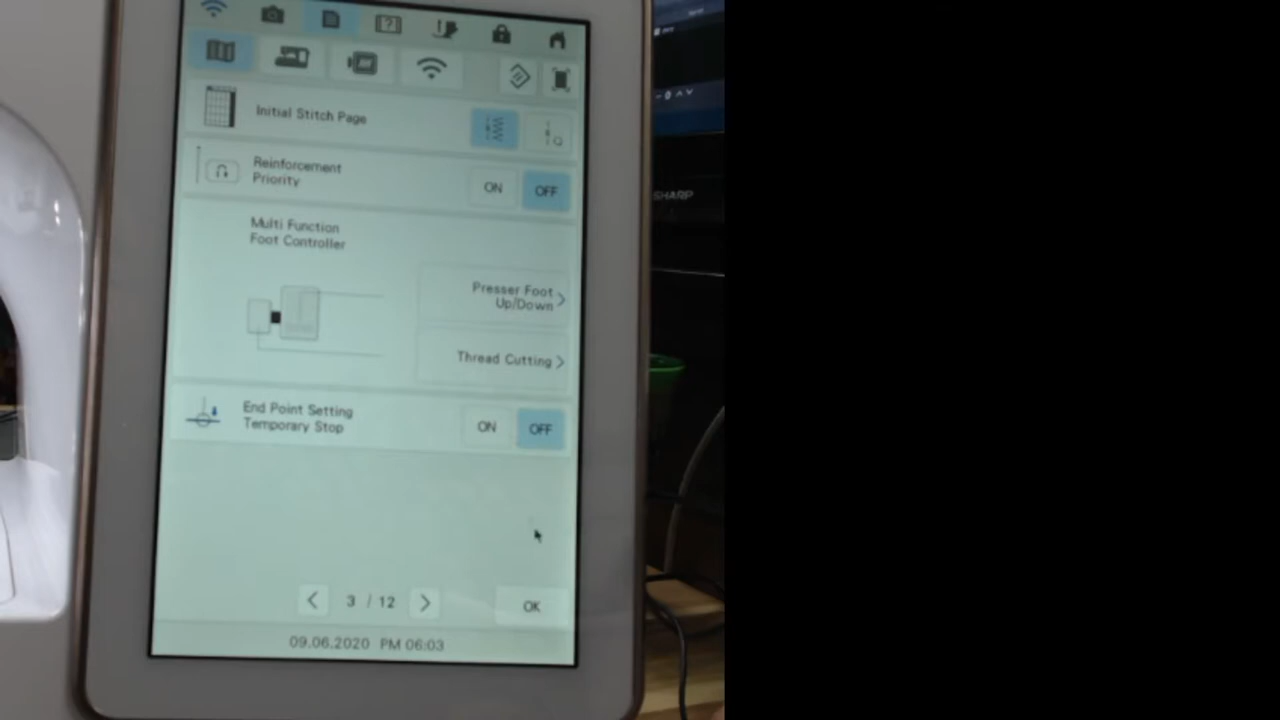 Initial Stitch Page
Reinforcement
Priority
ON
OFF
Multi Function
Foot Controller
Presser Foot
Up/Down
Thread Cutting
End Point Setting
Temporary Stop
ON
OFF
3 / 12
OK
09.06.2020 PM 06:03
SHARP